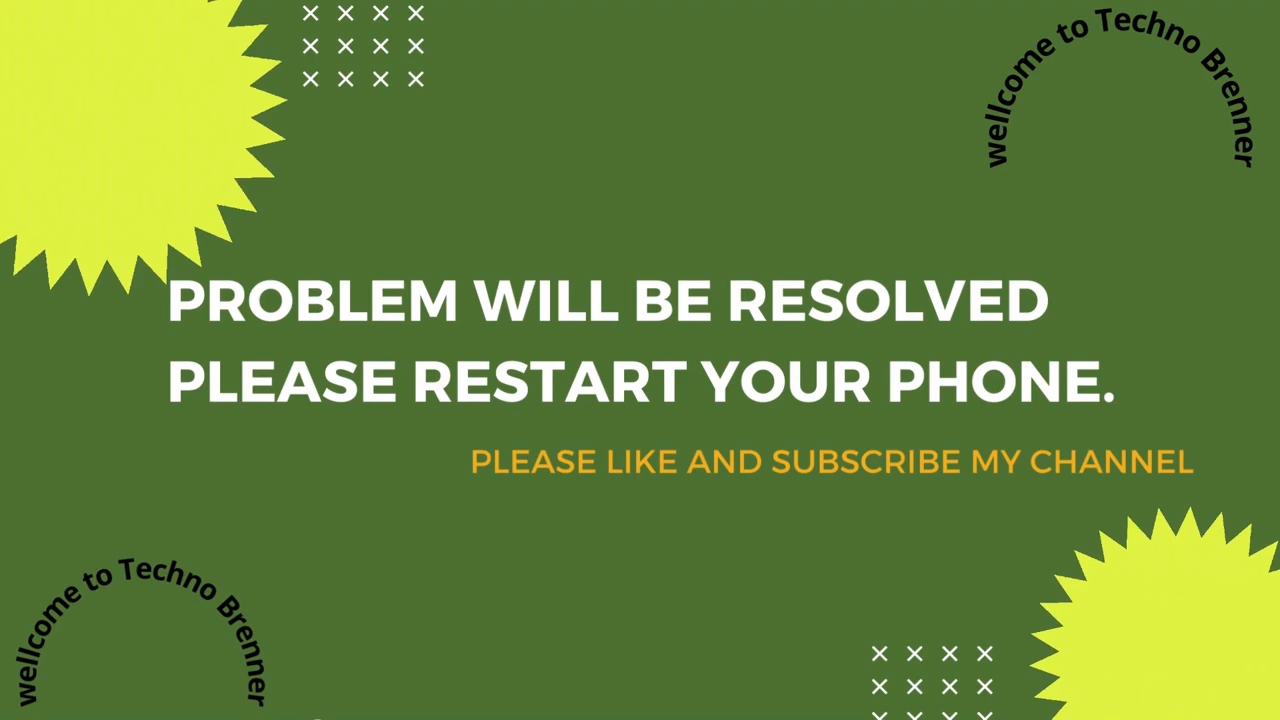 wellcome to Techno Brenner
PROBLEM WILL BE RESOLVED
PLEASE RESTART YOUR PHONE.
PLEASE LIKE AND SUBSCRIBE MY CHANNEL
wellcome to Techno Brenner